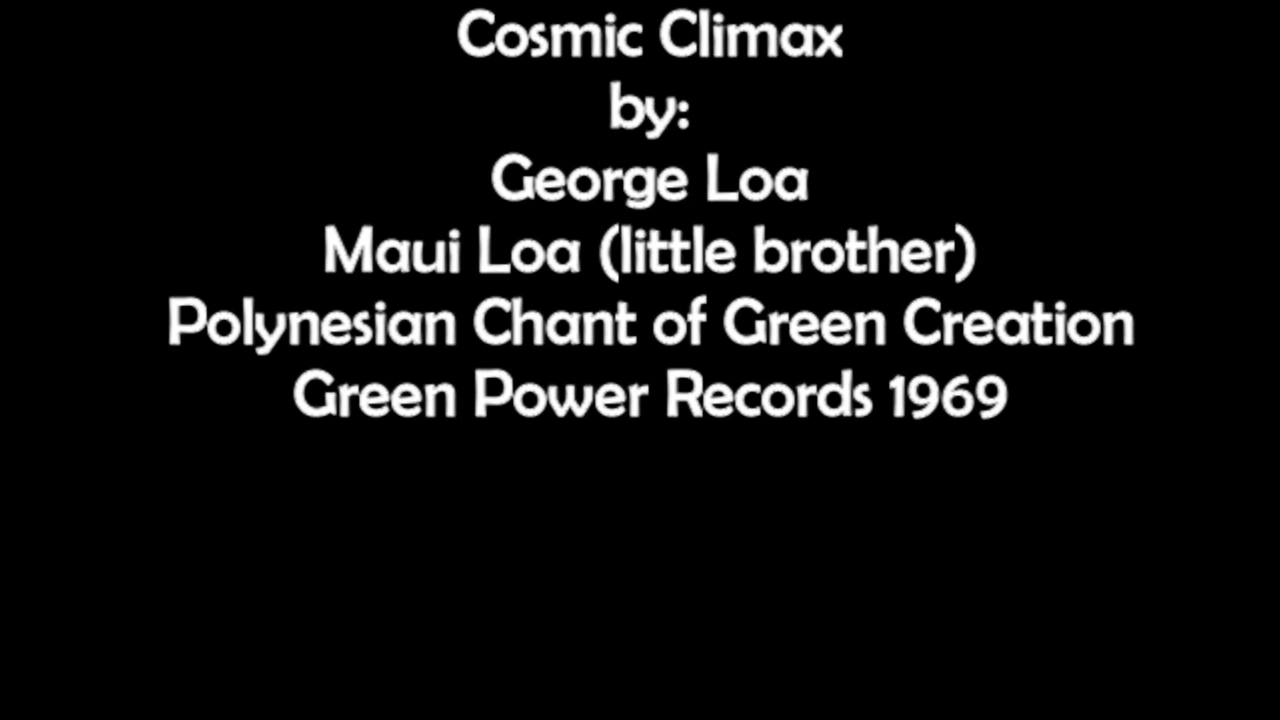 Cosmic Climax
by:
George Loa
Maui Loa (little brother)
Polynesian Chant of Green Creation
Green Power Records 1969